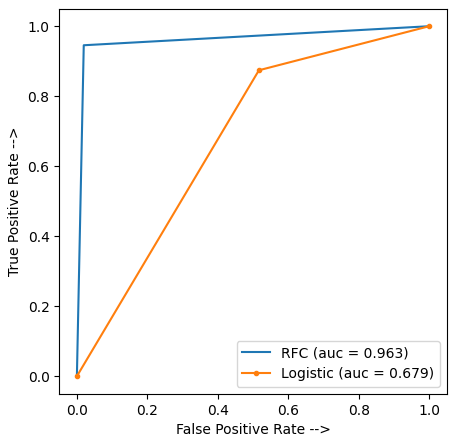 1.0
0.8
0.6
0.4
0.2
0.0
True Positive Rate -->
0.0 0.2 0.4 0.6 0.8 1.0
False Positive Rate -->
RFC (auc = 0.963)
Logistic (auc = 0.679)